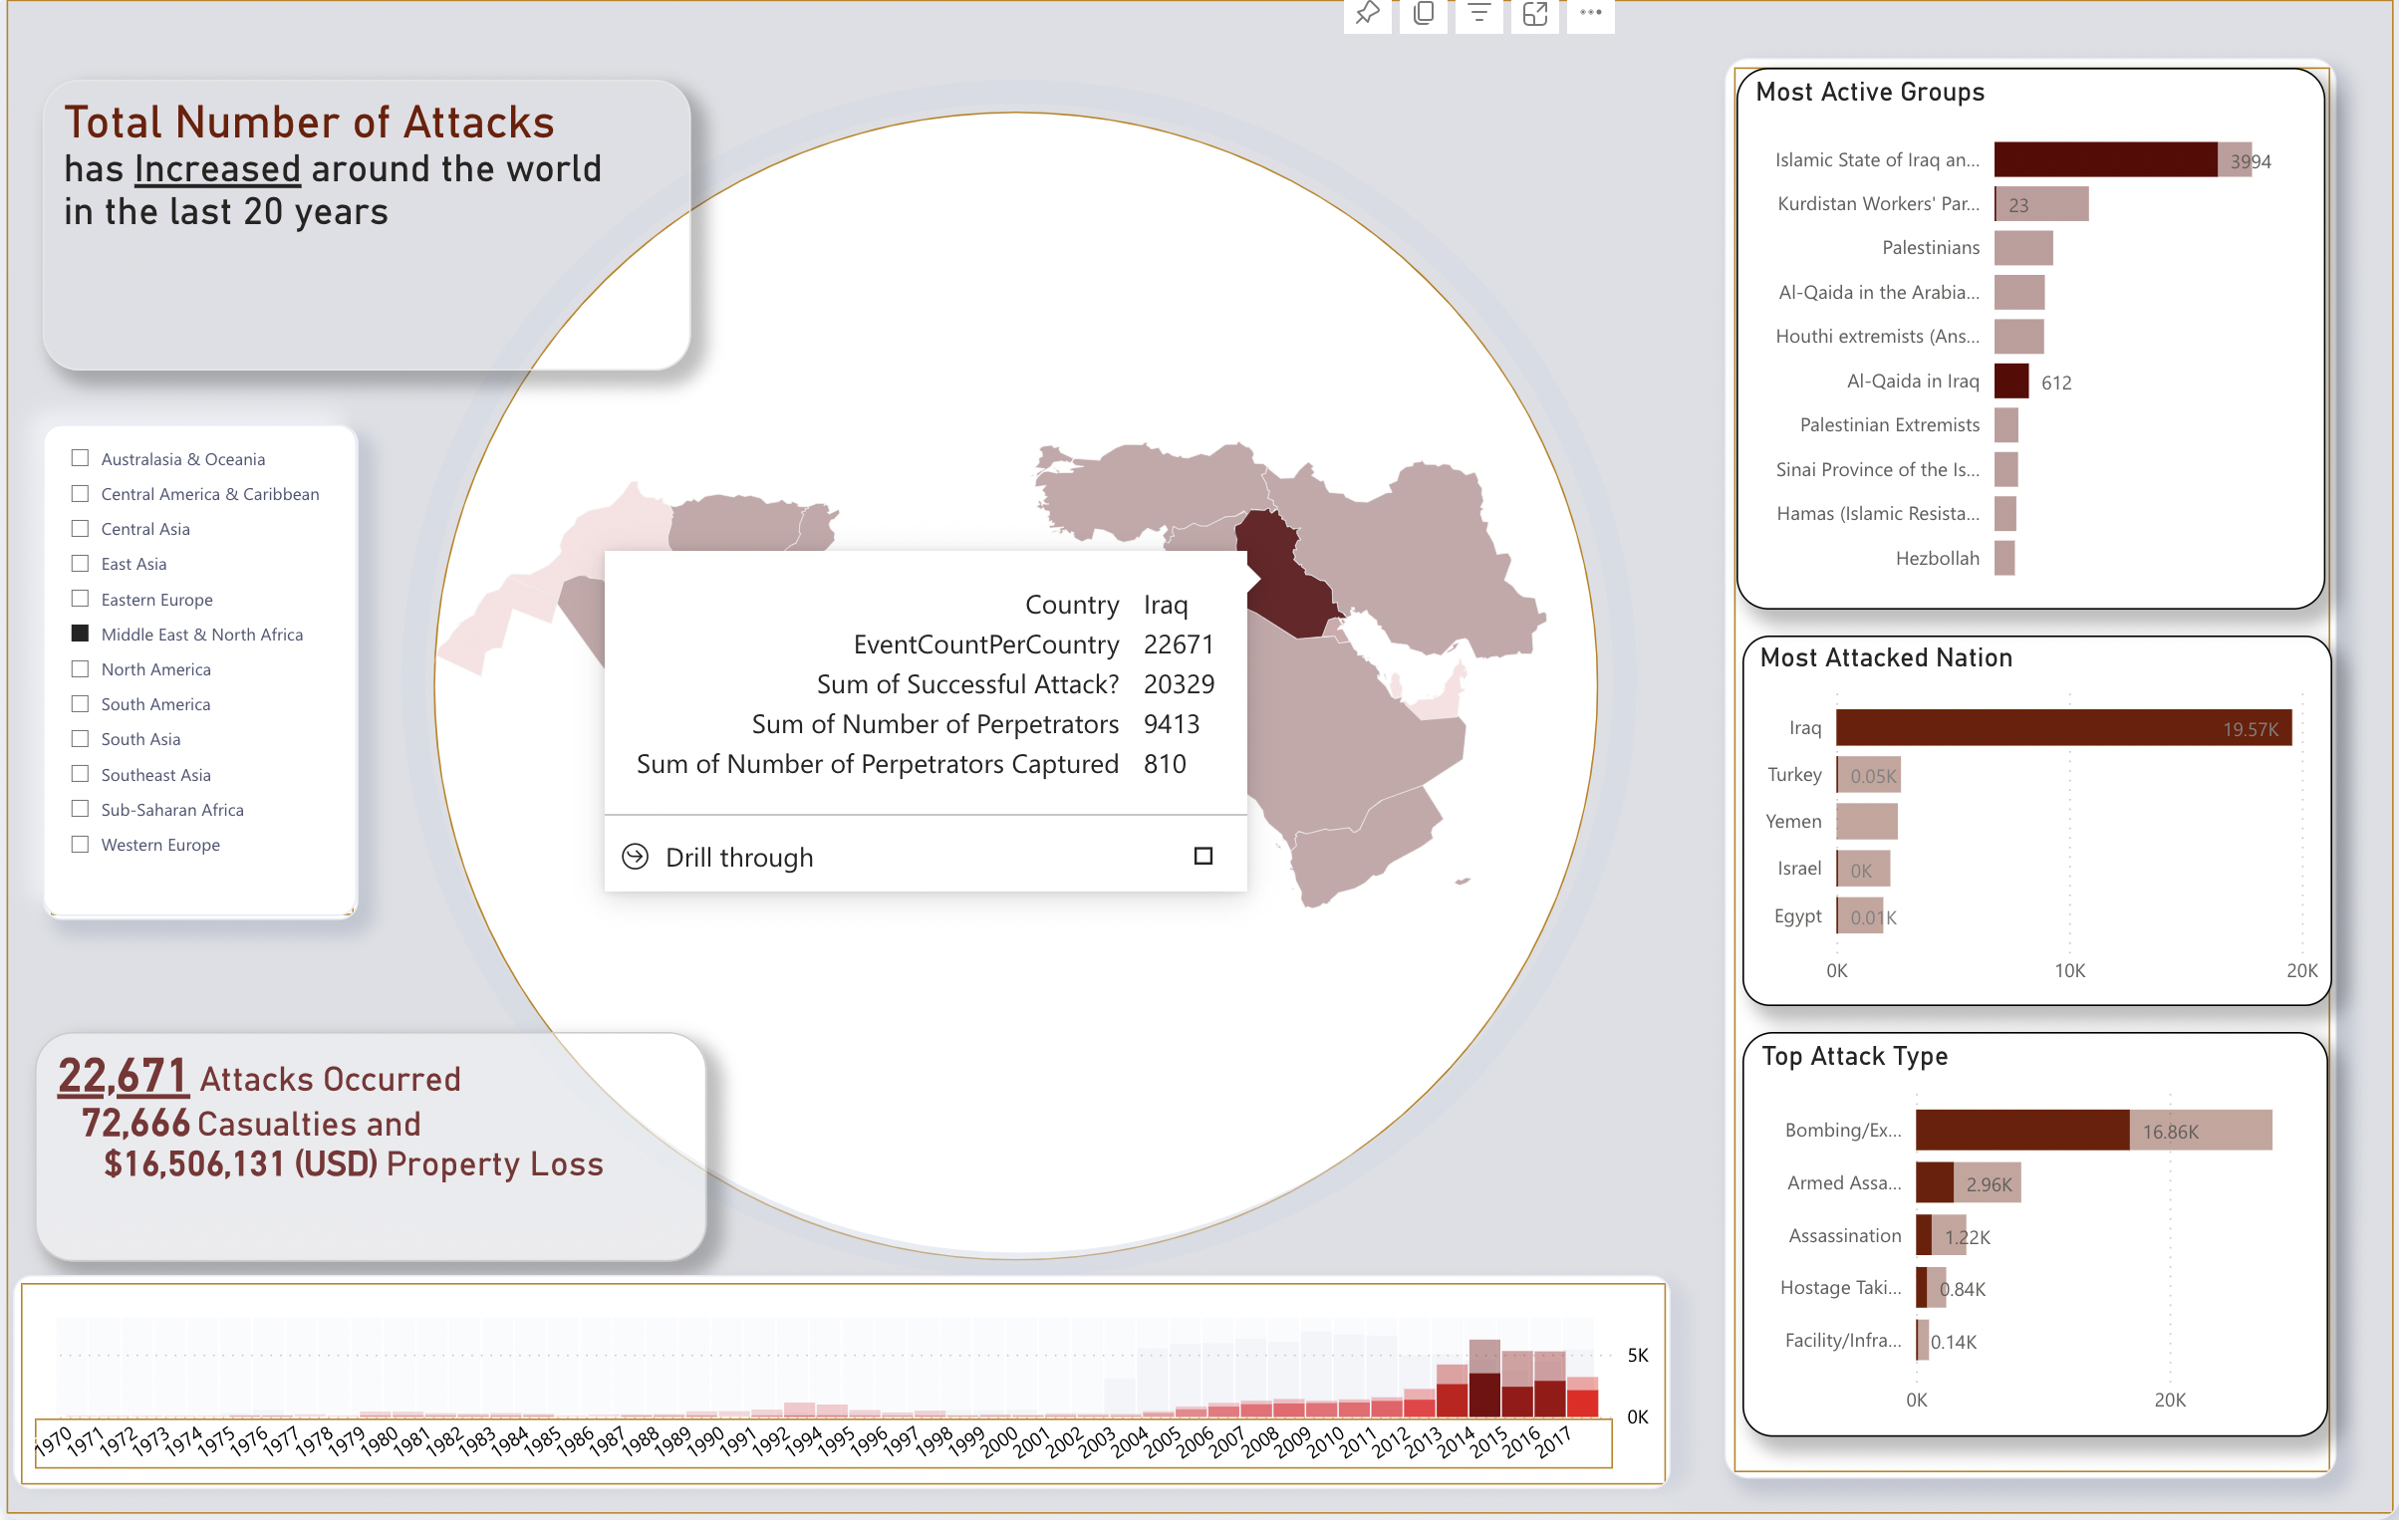 Total Number of Attacks
has Increased around the world
in the last 20 years
Australasia & Oceania
Central America & Caribbean
Central Asia
East Asia
Eastern Europe
Middle East & North Africa
North America
South America
South Asia
Southeast Asia
Sub-Saharan Africa
Western Europe
Country Iraq
EventCountPerCountry 22671
Sum of Successful Attack? 20329
Sum of Number of Perpetrators 9413
Sum of Number of Perpetrators Captured 810
Drill through
22,671 Attacks Occurred
72,666 Casualties and
$16,506,131 (USD) Property Loss
5K
0K
1970 1971 1972 1973 1974 1975 1976 1977 1978 1979 1980 1981 1982 1983 1984 1985 1986 1987 1988 1989 1990 1991 1992 1994 1995 1996 1997 1998 1999 2000 2001 2002 2003 2004 2005 2006 2007 2008 2009 2010 2011 2012 2013 2014 2015 2016 2017
Most Active Groups
Islamic State of Iraq an... 3994
Kurdistan Workers' Par... 23
Palestinians
Al-Qaida in the Arabia...
Houthi extremists (Ans...
Al-Qaida in Iraq 612
Palestinian Extremists
Sinai Province of the Is...
Hamas (Islamic Resista...
Hezbollah
Most Attacked Nation
Iraq 19.57K
Turkey 0.05K
Yemen
Israel 0K
Egypt 0.01K
0K 10K 20K
Top Attack Type
Bombing/Ex... 16.86K
Armed Assa... 2.96K
Assassination 1.22K
Hostage Taki... 0.84K
Facility/Infra... 0.14K
0K 20K